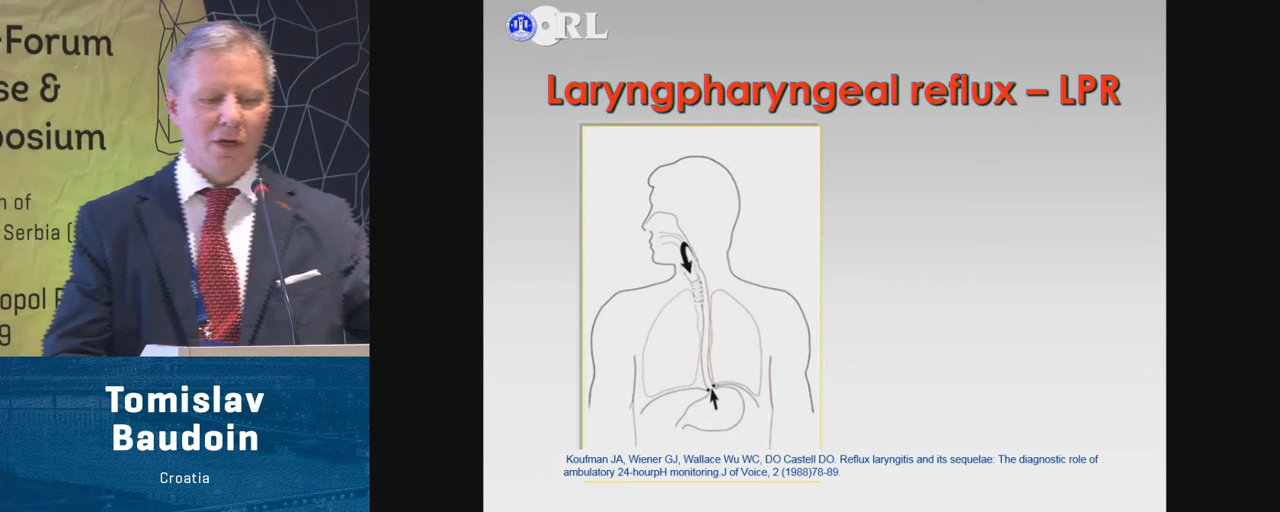 -Forum
se &
posium
n of
Serbia (
opol
9
Tomislav
Baudoin
Croatia
ORL
Laryngpharyngeal reflux – LPR
Koufman JA, Wiener GJ, Wallace Wu WC, DO Castell DO. Reflux laryngitis and its sequelae: The diagnostic role of
ambulatory 24-hourpH monitoring.J of Voice, 2 (1988)78-89.